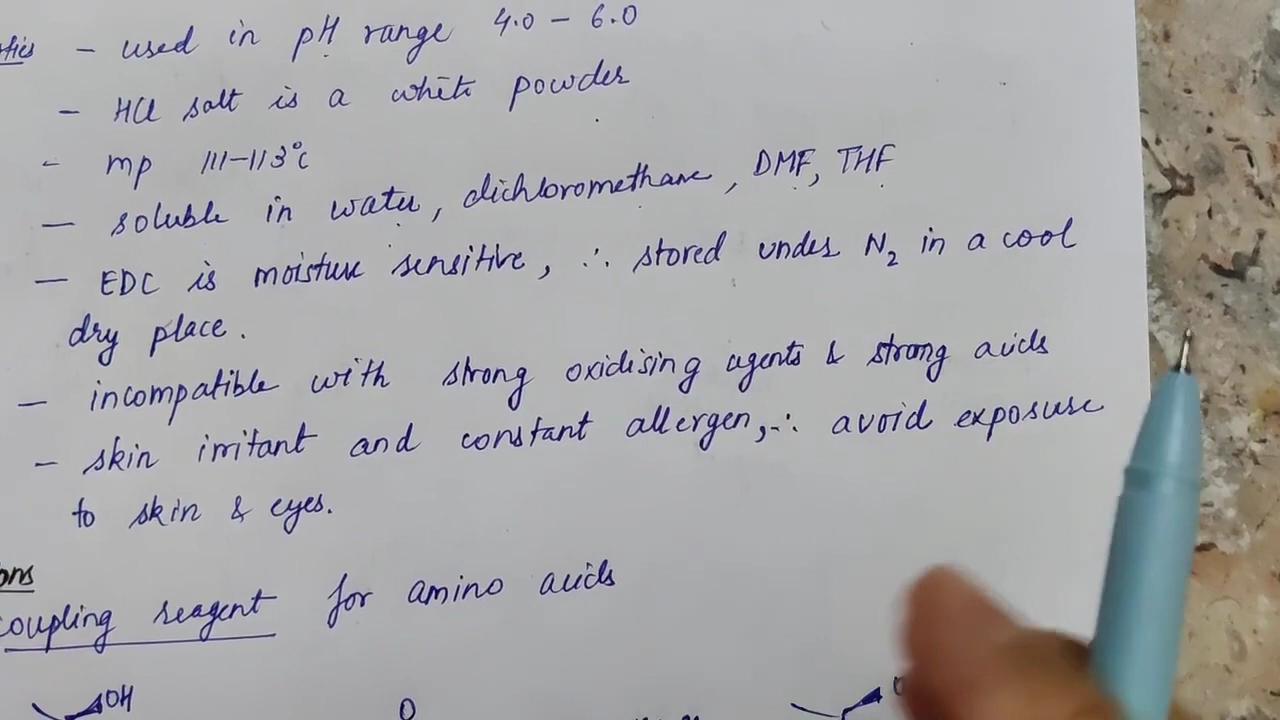 - used in pH range 4.0 - 6.0
- HCl salt is a white powder
- mp 111-113°C
- soluble in water, dichloromethane, DMF, THF
- EDC is moisture sensitive, ∴ stored under N₂ in a cool
dry place.
- incompatible with strong oxidising agents & strong acids
- skin irritant and constant allergen, ∴ avoid exposure
to skin & eyes.
coupling reagent for amino acids
OH
O